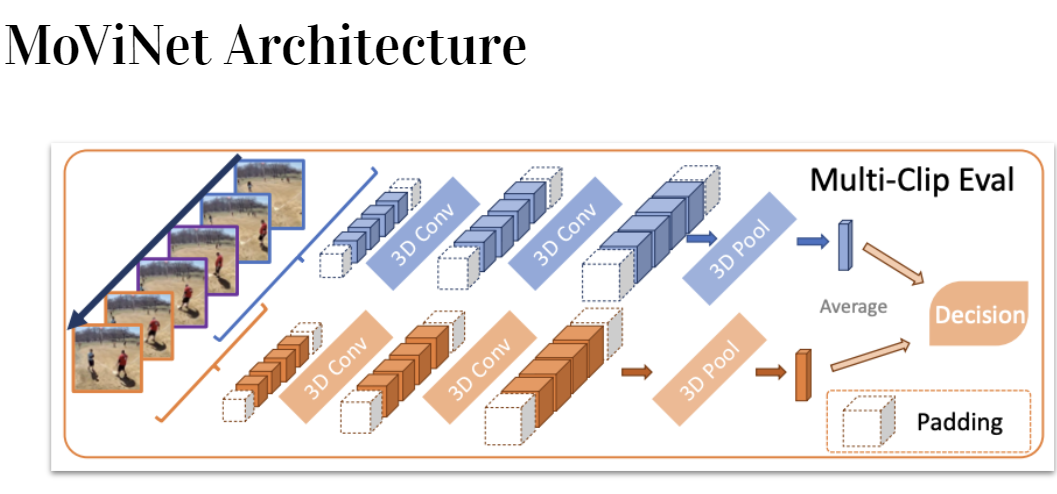 MoViNet Architecture
Multi-Clip Eval
3D Conv
3D Conv
3D Pool
Average
Decision
3D Conv
3D Conv
3D Pool
Padding